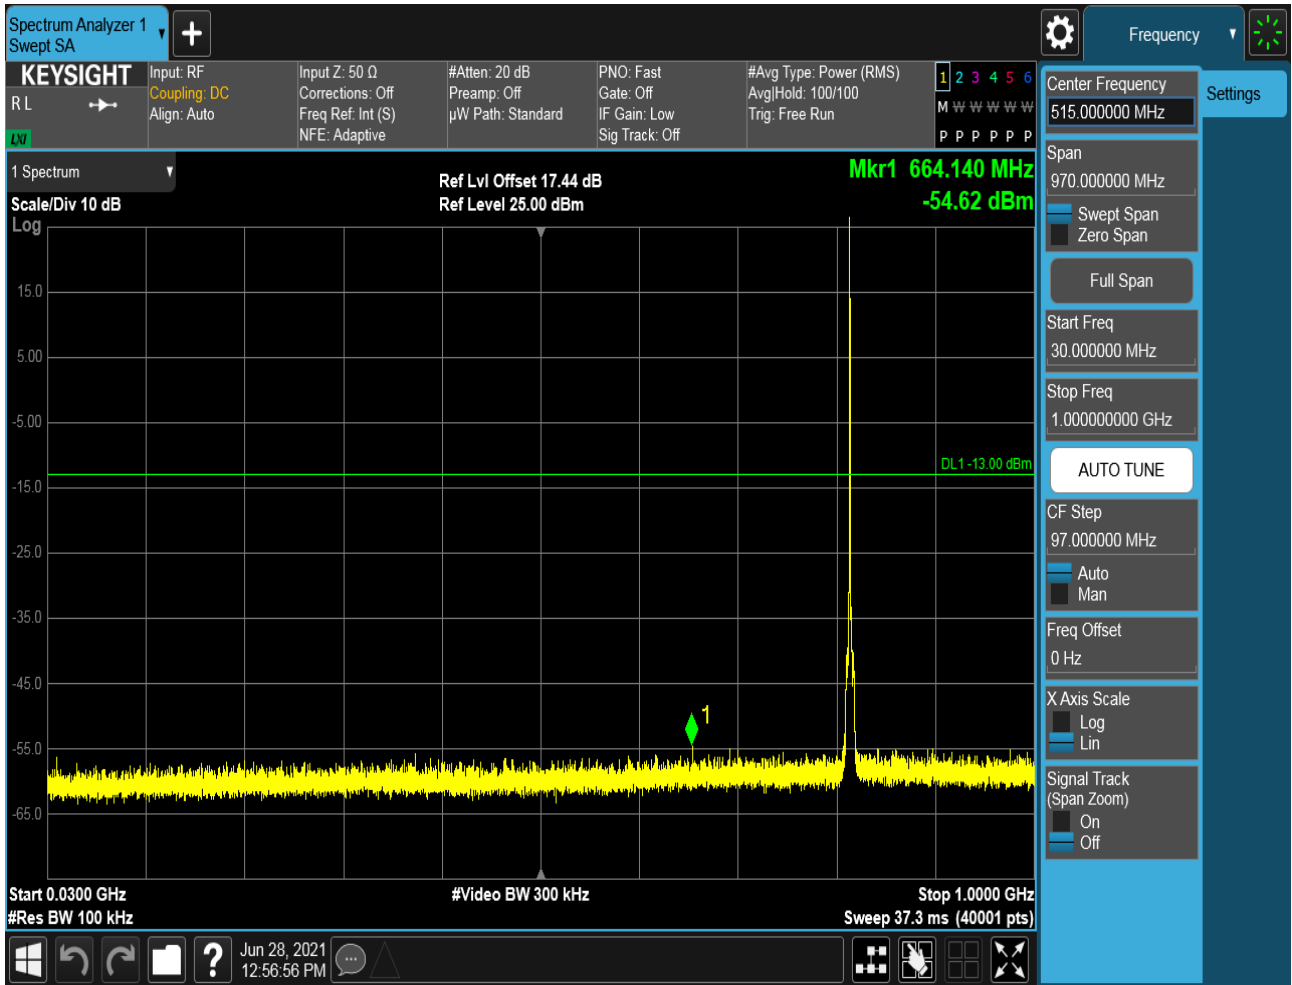 Spectrum Analyzer 1
Swept SA
Frequency
KEYSIGHT
R L
LXI
Input: RF
Coupling: DC
Align: Auto
Input Z: 50 Ω
Corrections: Off
Freq Ref: Int (S)
NFE: Adaptive
#Atten: 20 dB
Preamp: Off
µW Path: Standard
PNO: Fast
Gate: Off
IF Gain: Low
Sig Track: Off
#Avg Type: Power (RMS)
Avg|Hold: 100/100
Trig: Free Run
1 2 3 4 5 6
M W W W W W
P P P P P P
1 Spectrum
Scale/Div 10 dB
Log
Ref Lvl Offset 17.44 dB
Ref Level 25.00 dBm
Mkr1 664.140 MHz
-54.62 dBm
15.0
5.00
-5.00
DL1 -13.00 dBm
-15.0
-25.0
-35.0
-45.0
1
-55.0
-65.0
Start 0.0300 GHz
#Video BW 300 kHz
Stop 1.0000 GHz
#Res BW 100 kHz
Sweep 37.3 ms (40001 pts)
Jun 28, 2021
12:56:56 PM
Center Frequency
515.000000 MHz
Settings
Span
970.000000 MHz
Swept Span
Zero Span
Full Span
Start Freq
30.000000 MHz
Stop Freq
1.000000000 GHz
AUTO TUNE
CF Step
97.000000 MHz
Auto
Man
Freq Offset
0 Hz
X Axis Scale
Log
Lin
Signal Track
(Span Zoom)
On
Off